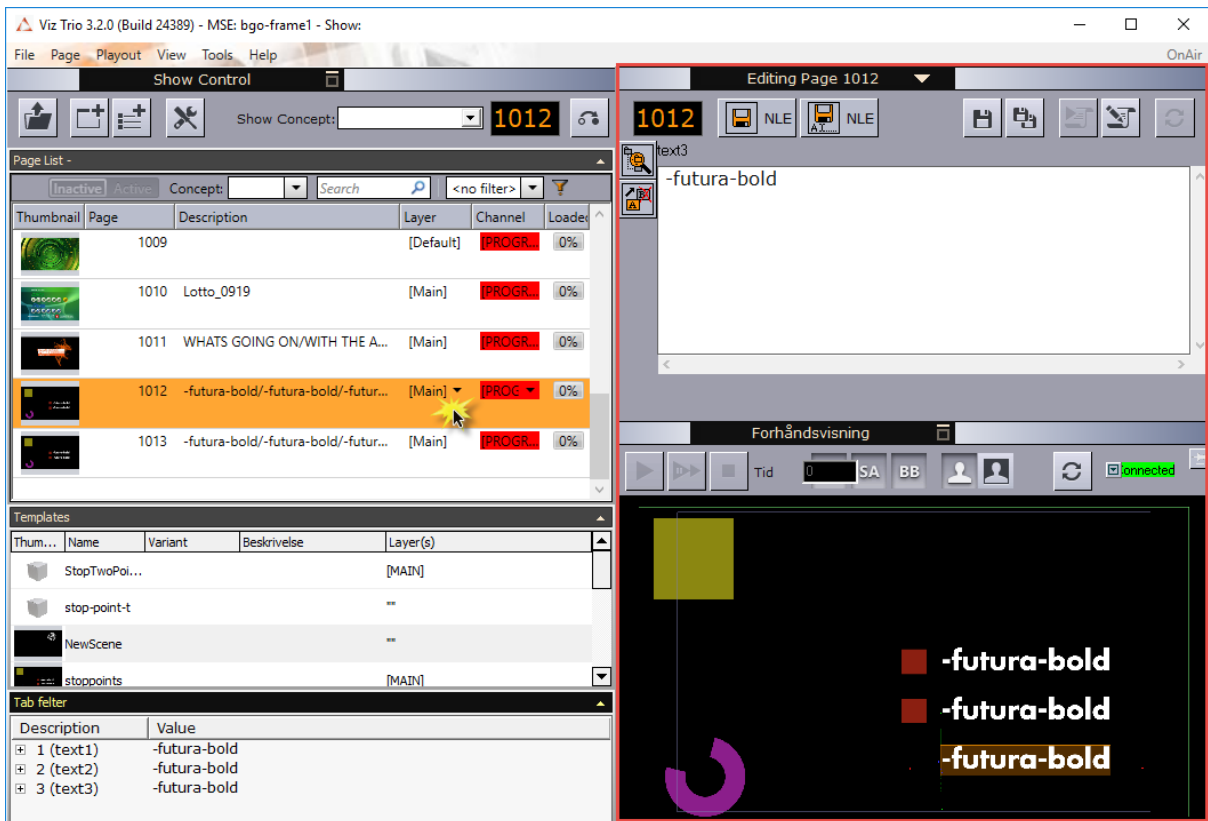 Viz Trio 3.2.0 (Build 24389) - MSE: bgo-frame1 - Show:
File Page Playout View Tools Help OnAir
Show Control
Show Concept: 1012
Page List -
Inactive Active Concept: Search <no filter>
Thumbnail Page Description Layer Channel Loaded
1009 [Default] [PROGR... 0%
1010 Lotto_0919 [Main] [PROGR... 0%
1011 WHATS GOING ON/WITH THE A... [Main] [PROGR... 0%
1012 -futura-bold/-futura-bold/-futur... [Main] [PROG 0%
1013 -futura-bold/-futura-bold/-futur... [Main] [PROGR... 0%
Templates
Thum... Name Variant Beskrivelse Layer(s)
StopTwoPoi... [MAIN]
stop-point-t ""
NewScene ""
stoppoints [MAIN]
Tab felter
Description Value
1 (text1) -futura-bold
2 (text2) -futura-bold
3 (text3) -futura-bold
Editing Page 1012
1012 NLE NLE
text3
-futura-bold
Forhåndsvisning
Tid 0 SA BB Connected
-futura-bold
-futura-bold
-futura-bold